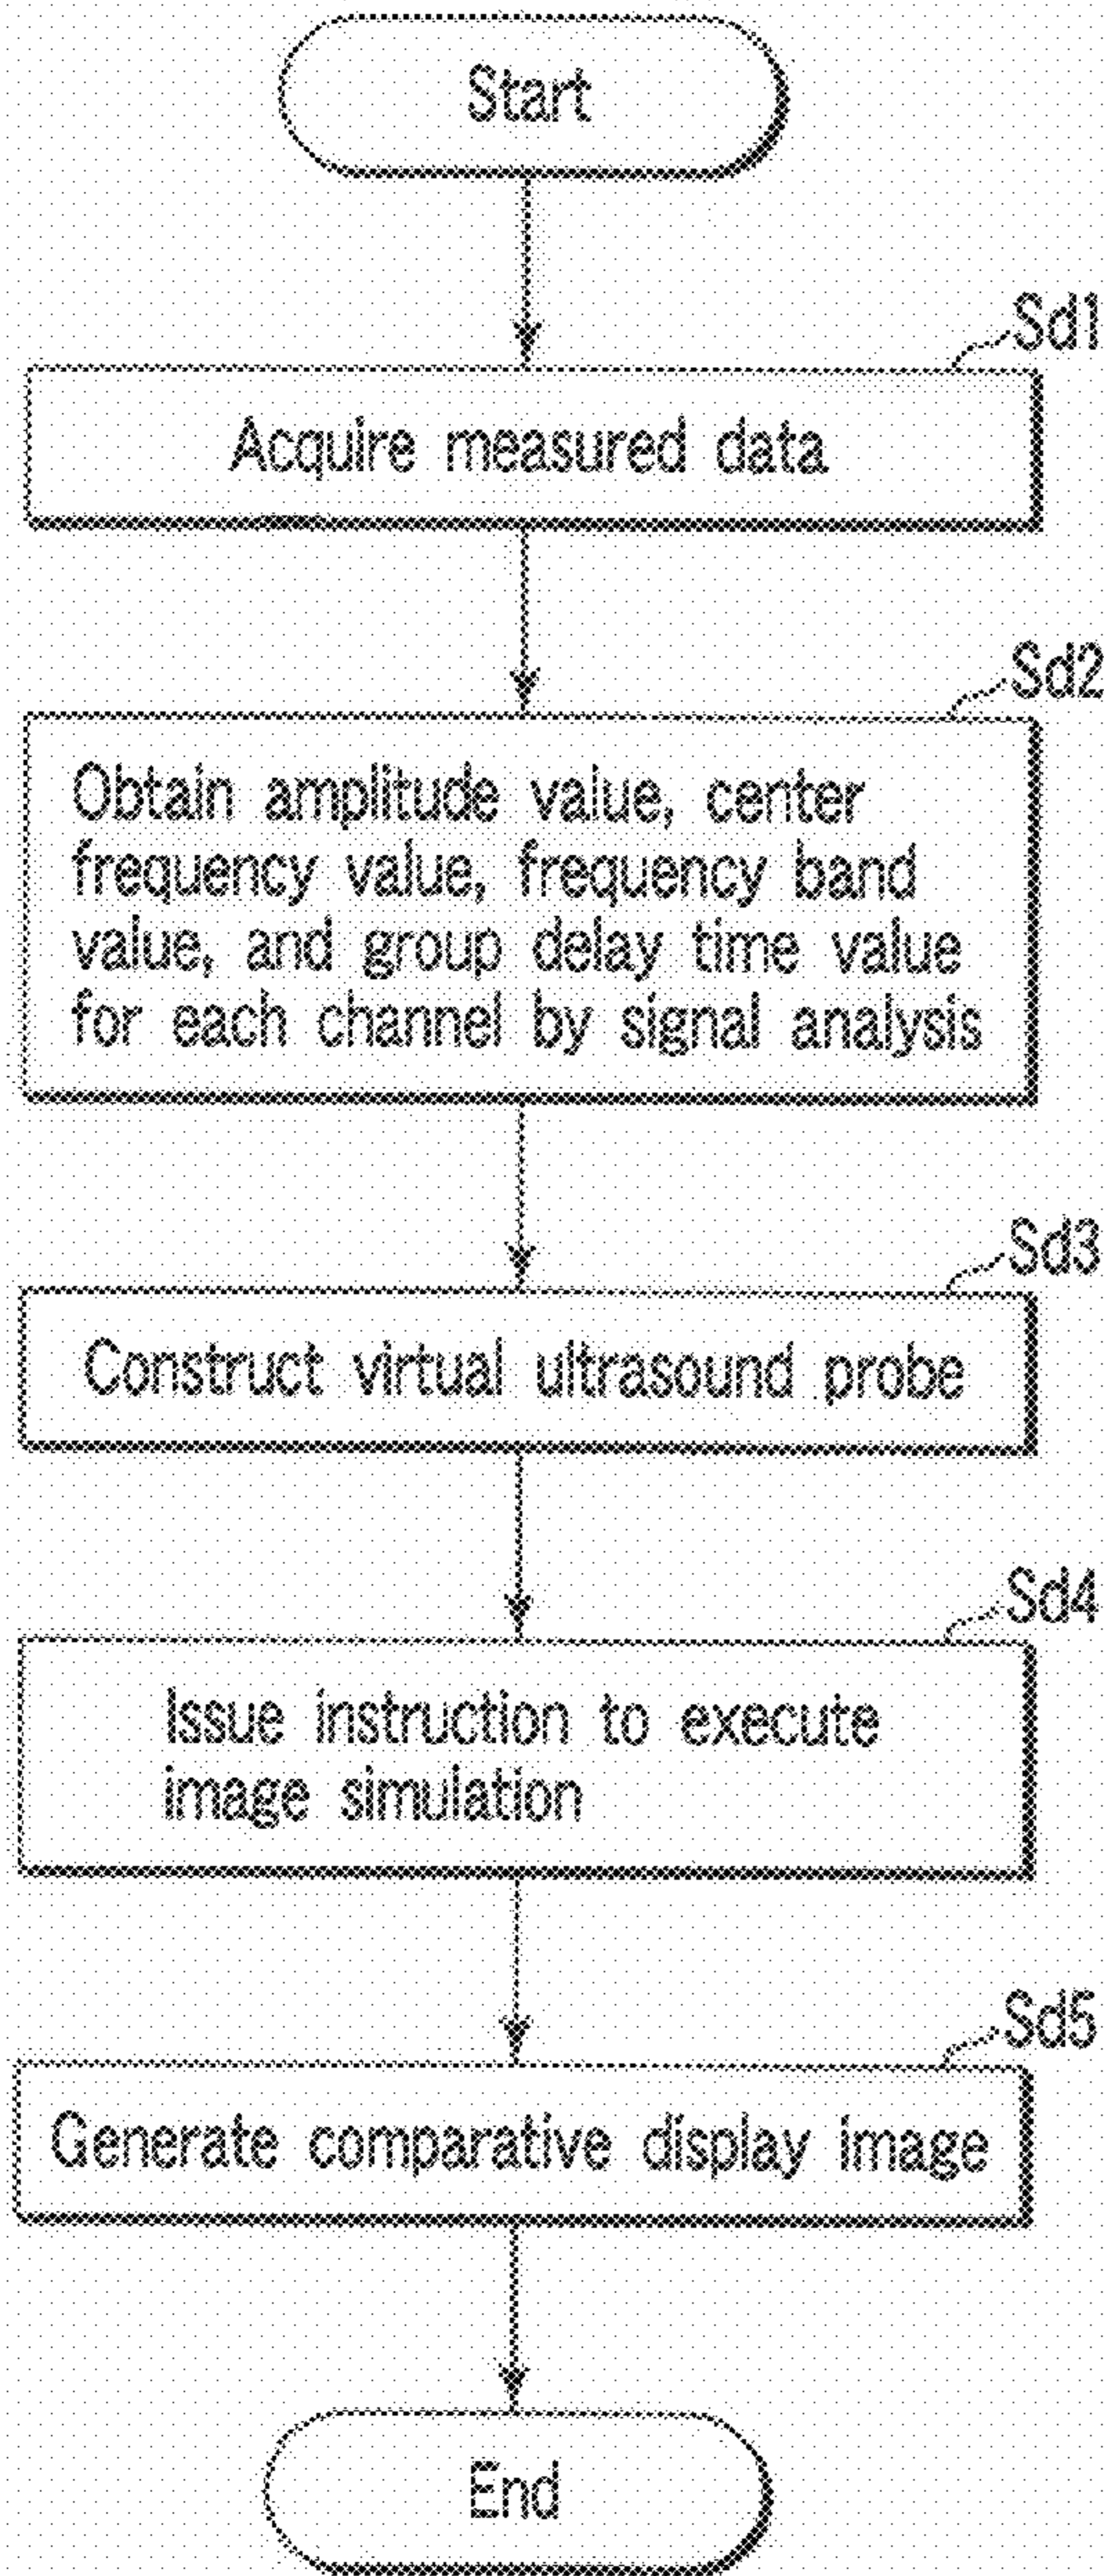 Start
Sd1
Acquire measured data
Sd2
Obtain amplitude value, center
frequency value, frequency band
value, and group delay time value
for each channel by signal analysis
Sd3
Construct virtual ultrasound probe
Sd4
Issue instruction to execute
image simulation
Sd5
Generate comparative display image
End